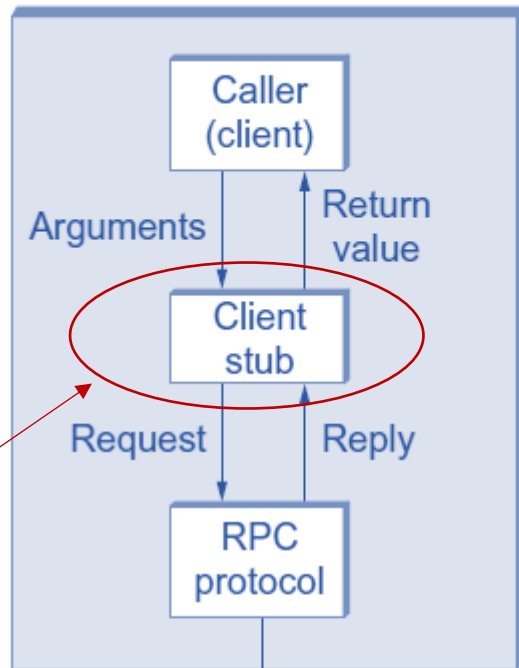 Caller
(client)
Arguments
Return
value
Client
stub
Request
Reply
RPC
protocol